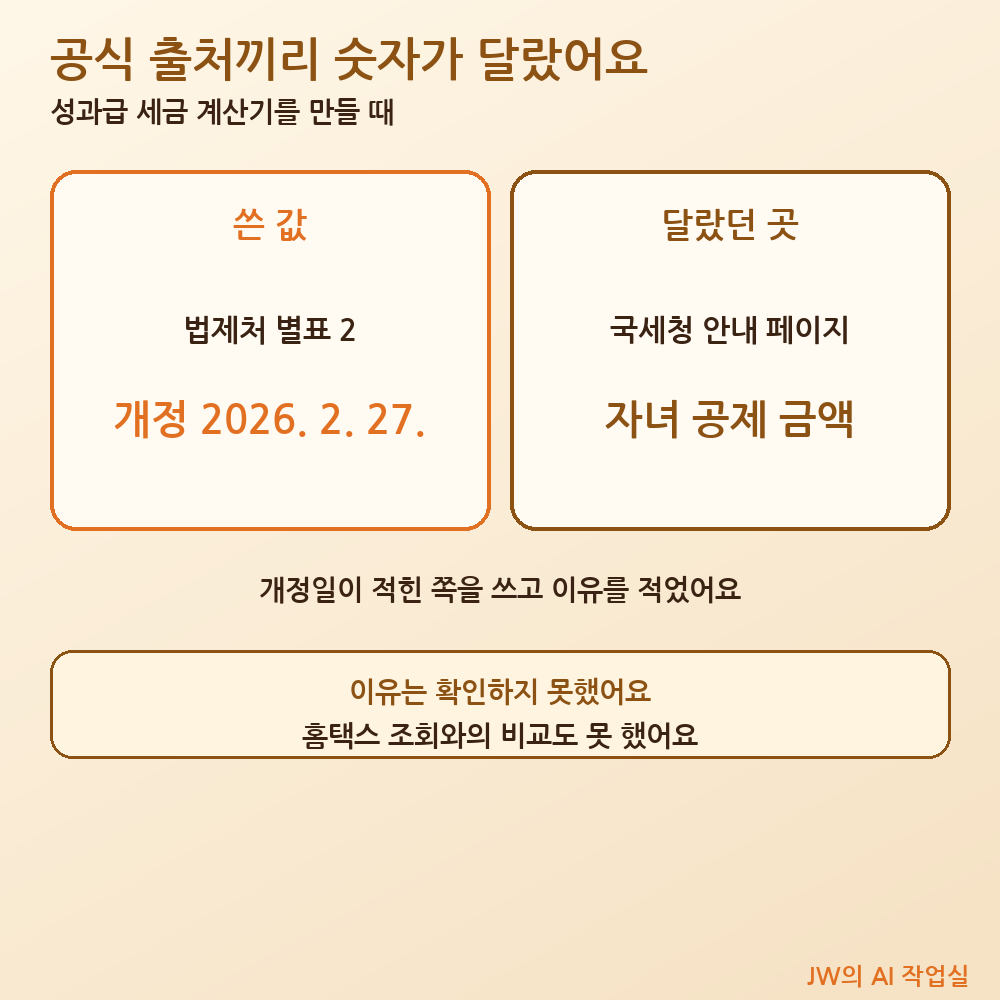 공식 출처끼리 숫자가 달랐어요
성과급 세금 계산기를 만들 때
쓴 값
법제처 별표 2
개정 2026. 2. 27.
달랐던 곳
국세청 안내 페이지
자녀 공제 금액
개정일이 적힌 쪽을 쓰고 이유를 적었어요
이유는 확인하지 못했어요
홈택스 조회와의 비교도 못 했어요
JW의 AI 작업실